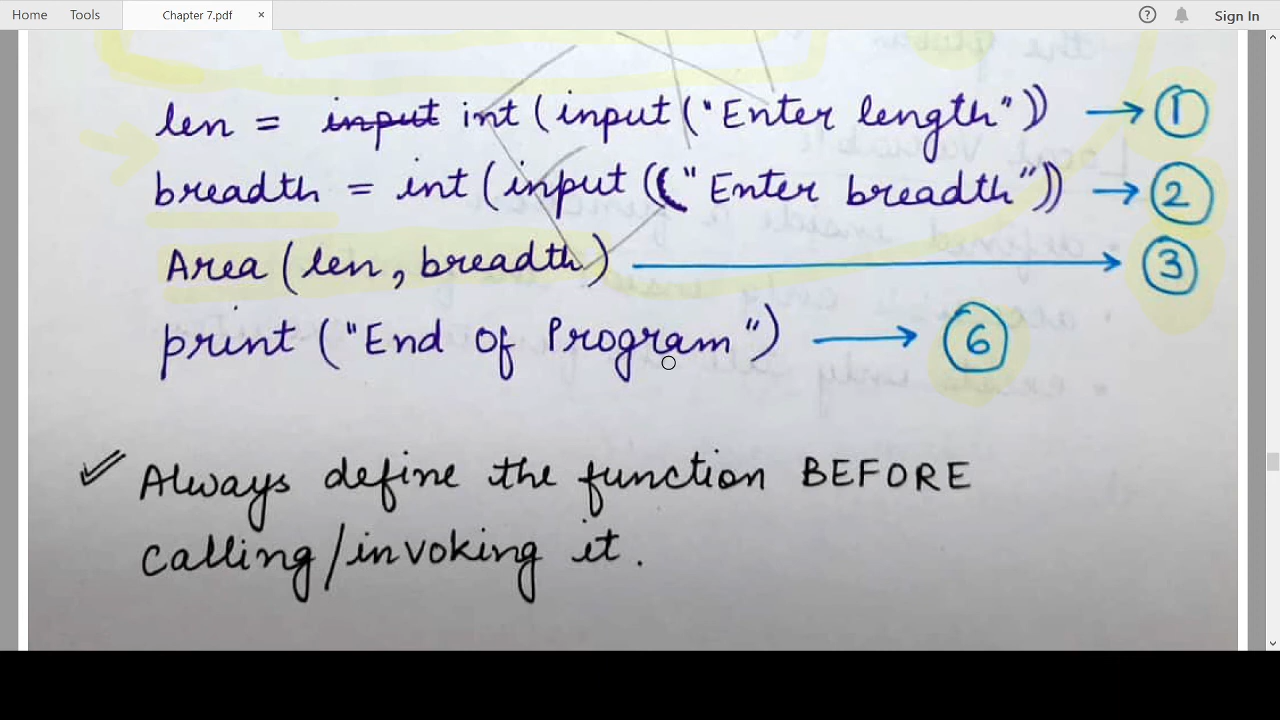 Home Tools Chapter 7.pdf × ? Sign In
len = input int (input ("Enter length")) → 1
breadth = int (input (("Enter breadth")) → 2
Area (len, breadth) → 3
print ("End of Program") → 6
Always define the function BEFORE
calling/invoking it.